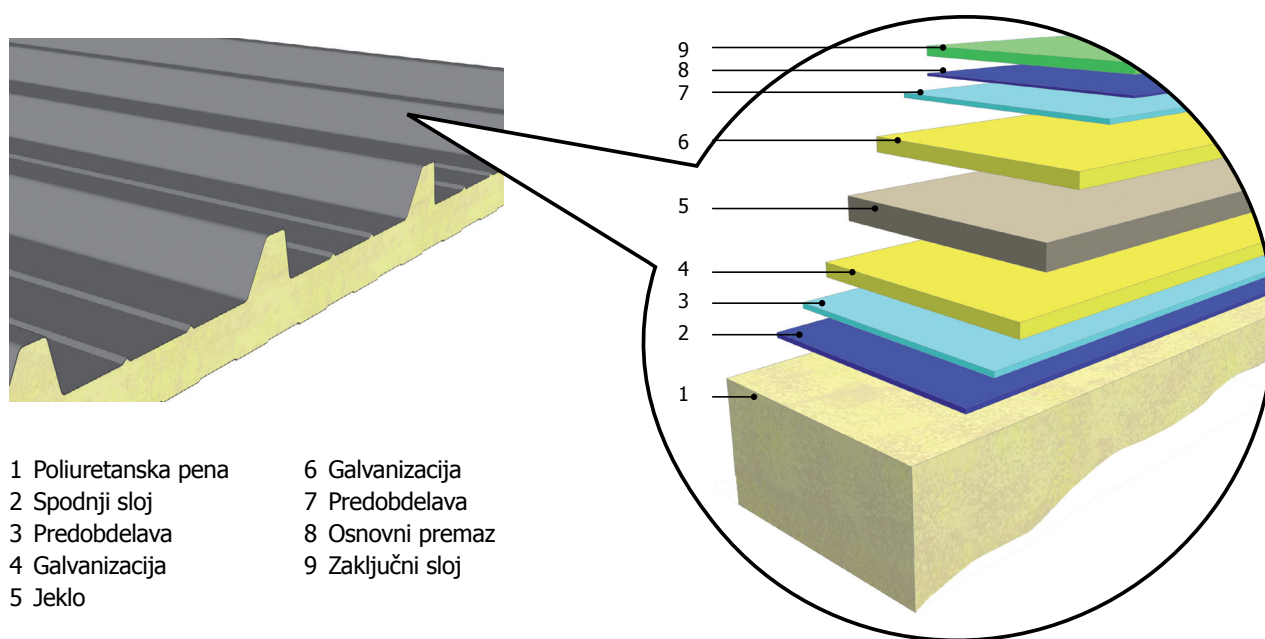 9
8
7
6
5
4
3
2
1
1 Poliuretanska pena
2 Spodnji sloj
3 Predobdelava
4 Galvanizacija
5 Jeklo
6 Galvanizacija
7 Predobdelava
8 Osnovni premaz
9 Zaključni sloj